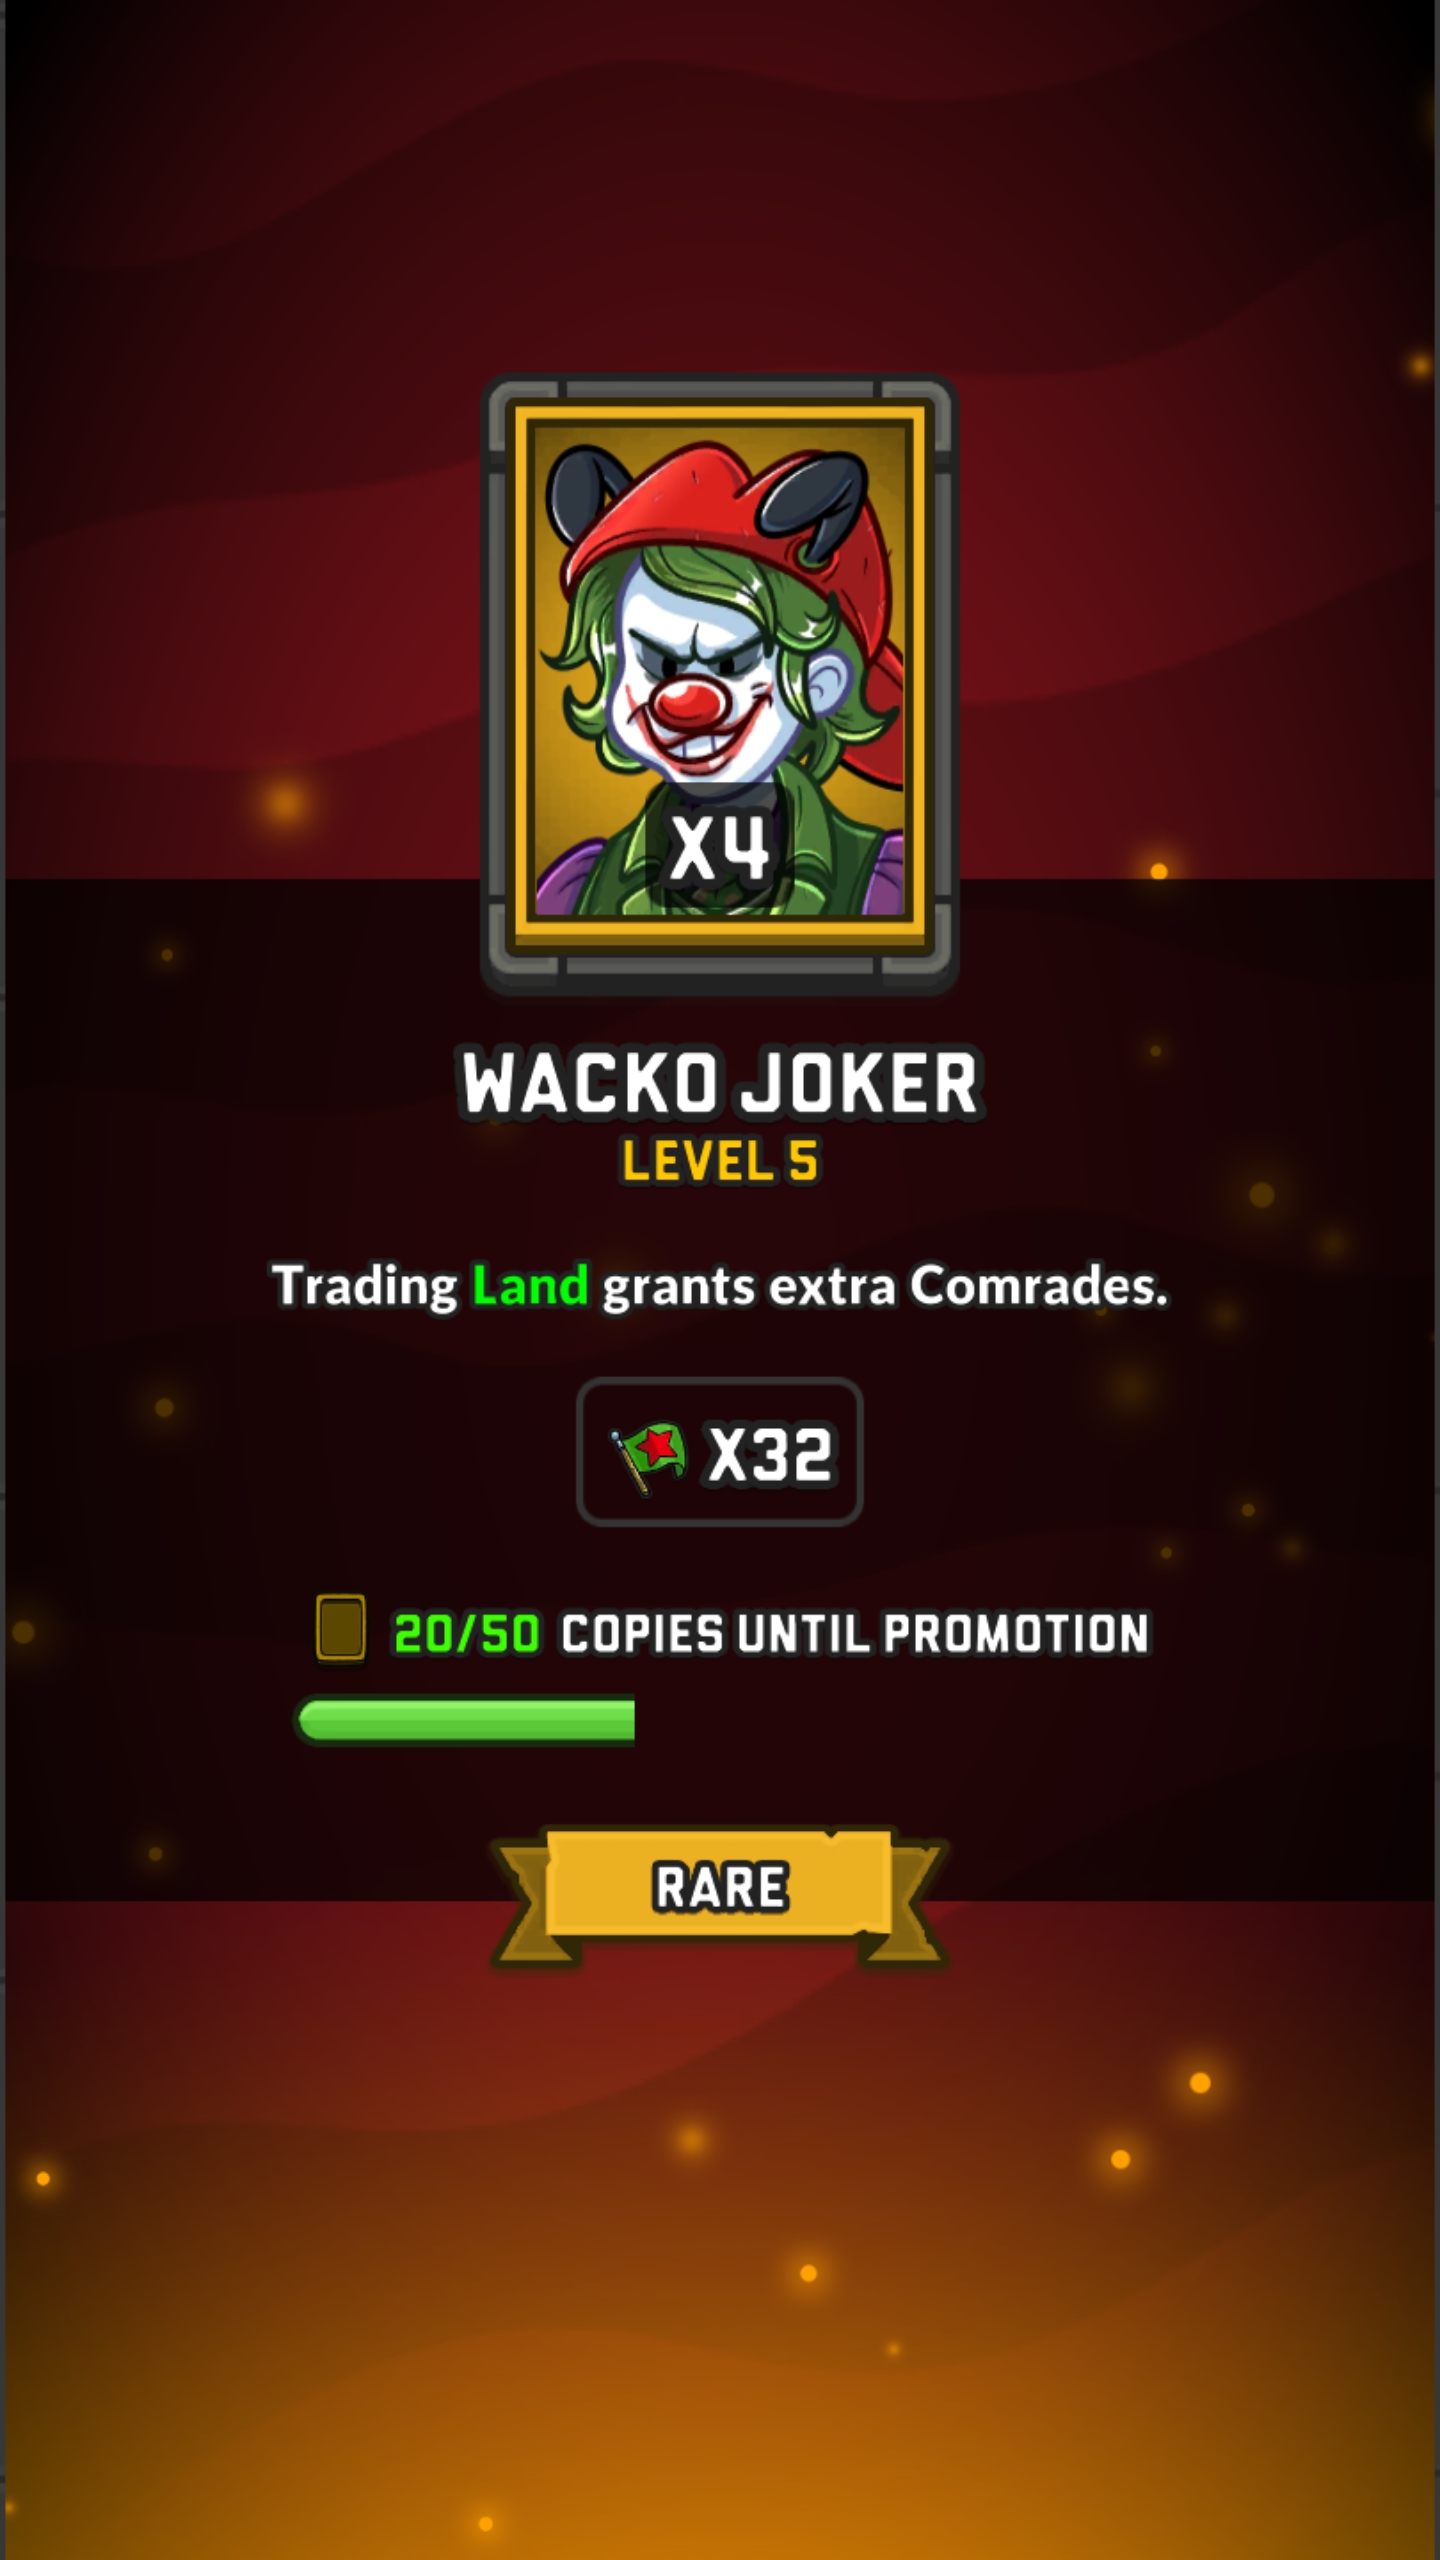 X4
WACKO JOKER
LEVEL 5
Trading Land grants extra Comrades.
X32
20/50 COPIES UNTIL PROMOTION
RARE